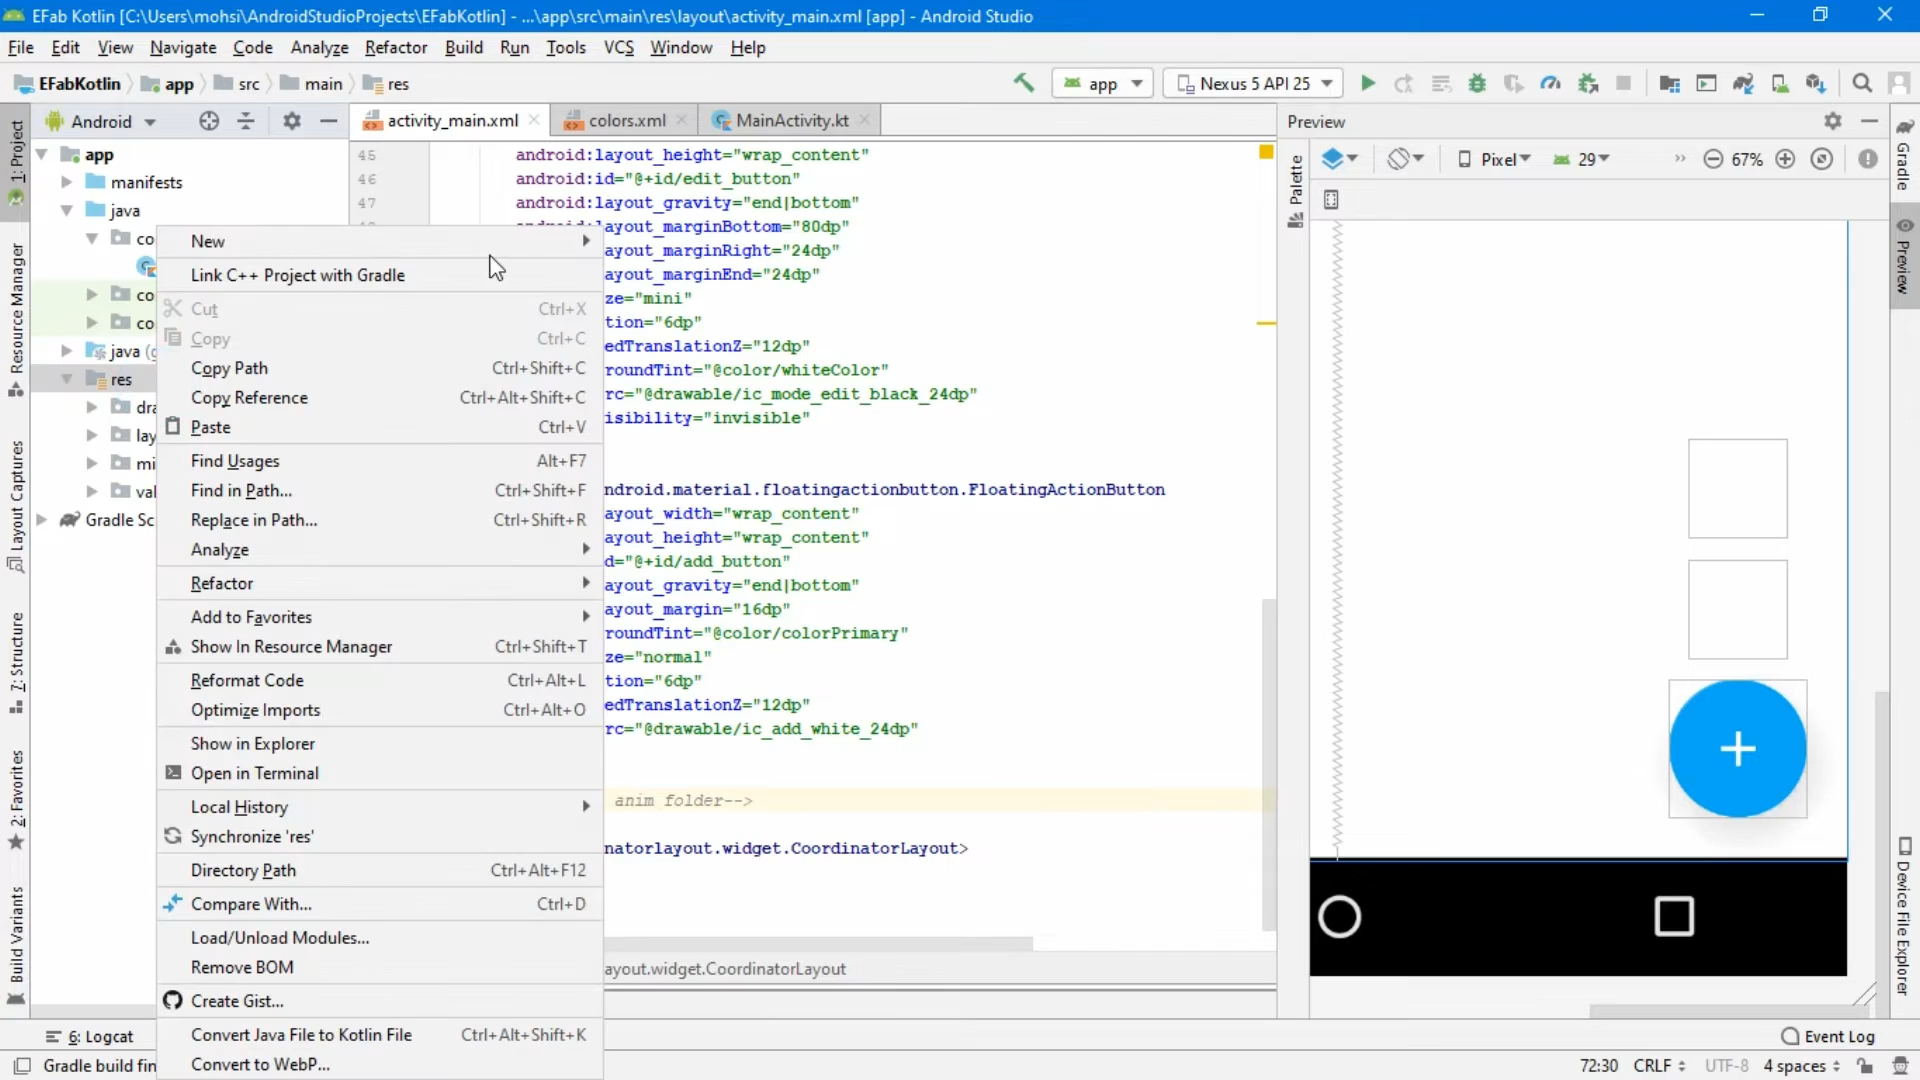 EFab Kotlin [C:\Users\mohsi\AndroidStudioProjects\EFabKotlin] - ...\app\src\main\res\layout\activity_main.xml [app] - Android Studio
File Edit View Navigate Code Analyze Refactor Build Run Tools VCS Window Help
EFabKotlin app src main res app Nexus 5 API 25
Android activity_main.xml colors.xml MainActivity.kt Preview
Pixel 29 67%
1: Project
Resource Manager
Layout Captures
7: Structure
2: Favorites
Build Variants
app
manifests
java
co
co
co
java (g
res
dra
lay
mi
val
Gradle Sc
New
Link C++ Project with Gradle
Cut Ctrl+X
Copy Ctrl+C
Copy Path Ctrl+Shift+C
Copy Reference Ctrl+Alt+Shift+C
Paste Ctrl+V
Find Usages Alt+F7
Find in Path... Ctrl+Shift+F
Replace in Path... Ctrl+Shift+R
Analyze
Refactor
Add to Favorites
Show In Resource Manager Ctrl+Shift+T
Reformat Code Ctrl+Alt+L
Optimize Imports Ctrl+Alt+O
Show in Explorer
Open in Terminal
Local History
Synchronize 'res'
Directory Path Ctrl+Alt+F12
Compare With... Ctrl+D
Load/Unload Modules...
Remove BOM
Create Gist...
Convert Java File to Kotlin File Ctrl+Alt+Shift+K
Convert to WebP...
45 android:layout_height="wrap_content"
46 android:id="@+id/edit_button"
47 android:layout_gravity="end|bottom"
android:layout_marginBottom="80dp"
ayout_marginRight="24dp"
ayout_marginEnd="24dp"
ze="mini"
tion="6dp"
edTranslationZ="12dp"
roundTint="@color/whiteColor"
rc="@drawable/ic_mode_edit_black_24dp"
isibility="invisible"
ndroid.material.floatingactionbutton.FloatingActionButton
ayout_width="wrap_content"
ayout_height="wrap_content"
d="@+id/add_button"
ayout_gravity="end|bottom"
ayout_margin="16dp"
roundTint="@color/colorPrimary"
ze="normal"
tion="6dp"
edTranslationZ="12dp"
rc="@drawable/ic_add_white_24dp"
anim folder-->
natorlayout.widget.CoordinatorLayout>
ayout.widget.CoordinatorLayout
Palette
Gradle
Preview
Device File Explorer
6: Logcat Event Log
Gradle build fin 72:30 CRLF UTF-8 4 spaces